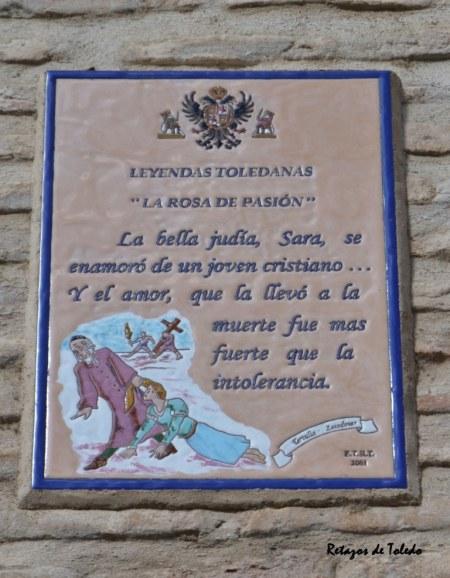 LEYENDAS TOLEDANAS
"LA ROSA DE PASIÓN"
La bella judía, Sara, se
enamoró de un joven cristiano ...
Y el amor, que la llevó a la
muerte fue mas
fuerte que la
intolerancia.
E.T.H.T.
2001
Retazos de Toledo